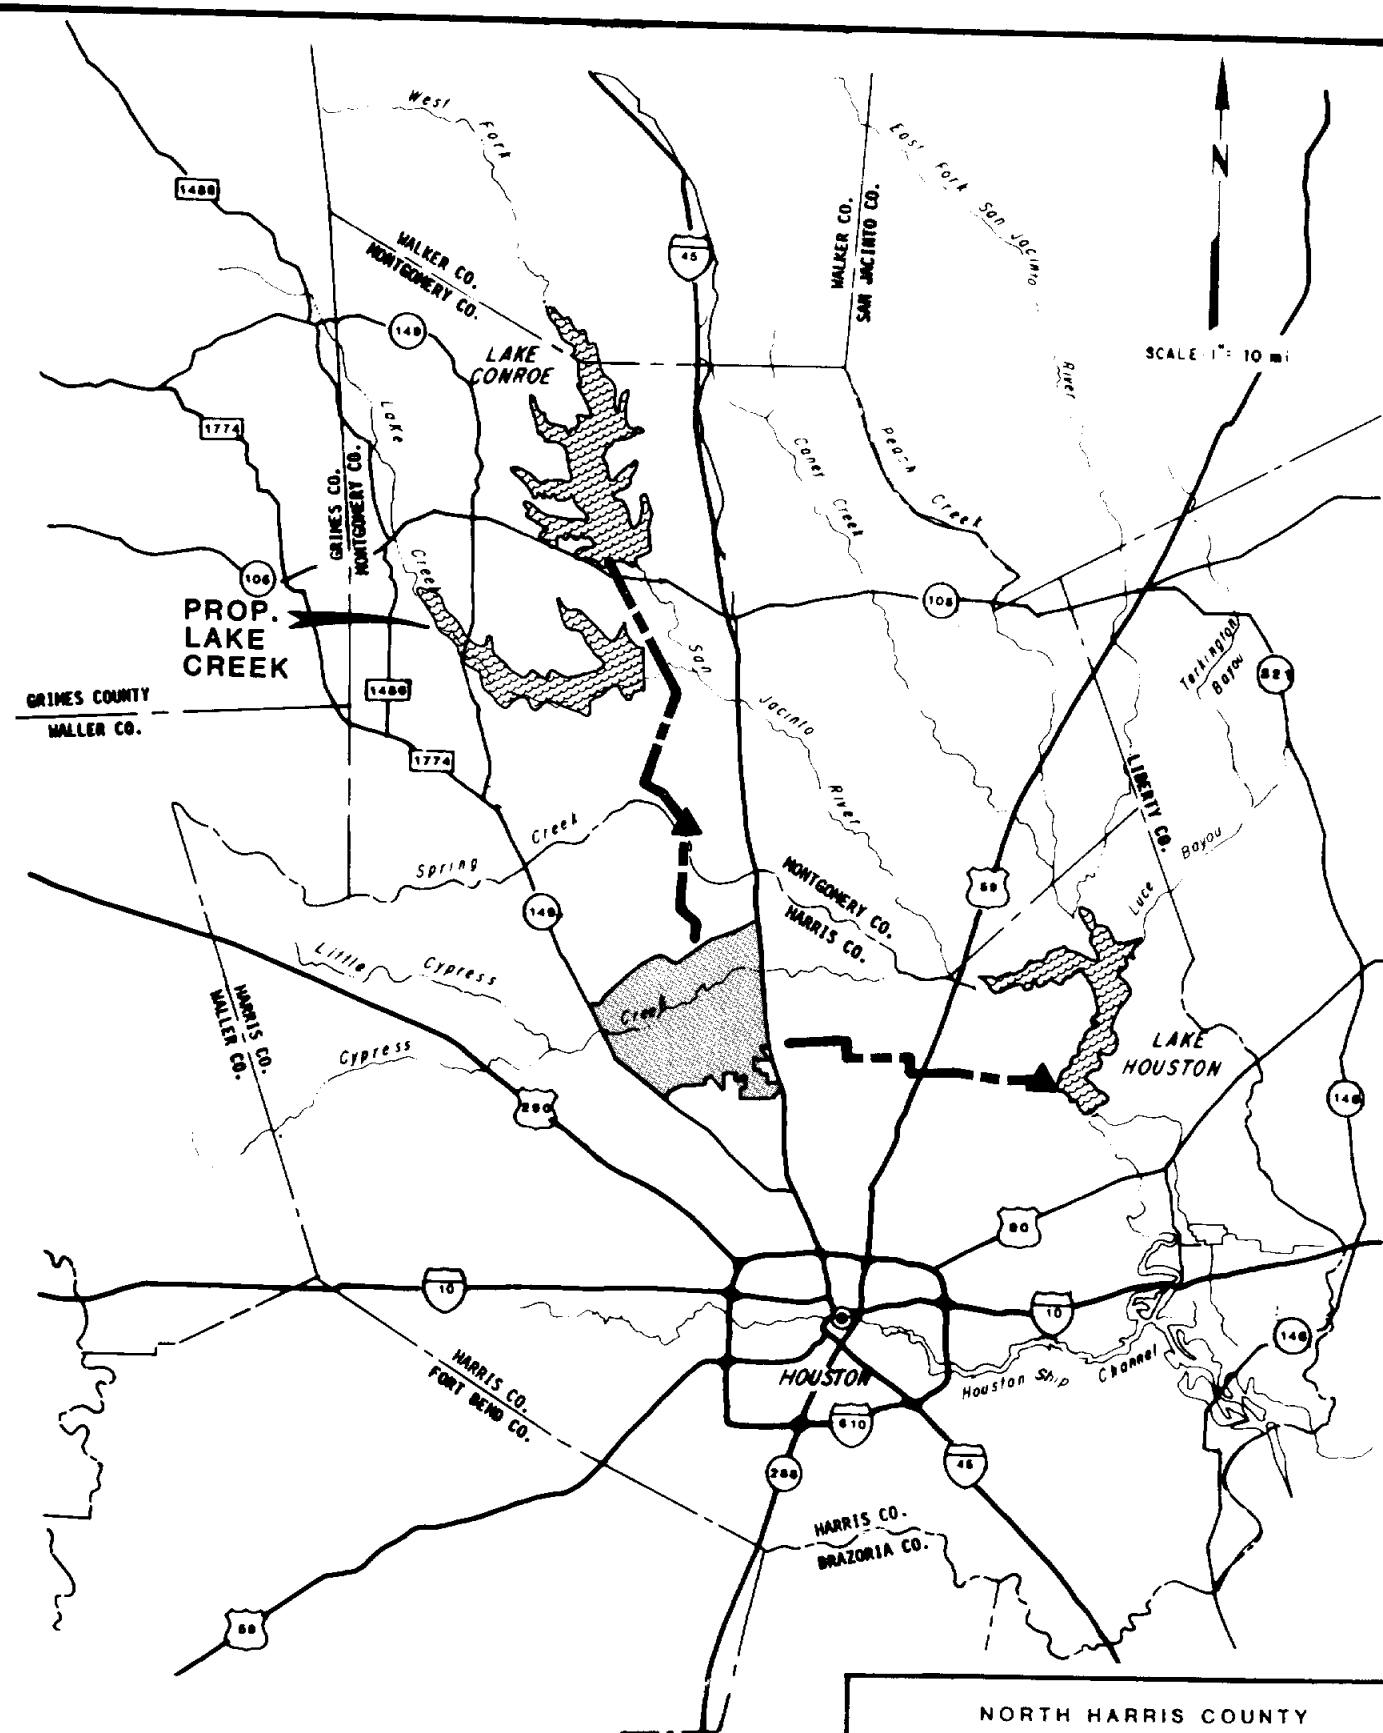 West
Fork
East Fork San Jacinto
River
N
1486
WALKER CO.
MONTGOMERY CO.
45
WALKER CO.
SAN JACINTO CO.
SCALE 1"= 10 mi
149
LAKE
CONROE
Lake
Creek
1774
GRIMES CO.
MONTGOMERY CO.
Caney Creek
Peach Creek
105
105
PROP.
LAKE
CREEK
Tarkington
Bayou
321
1486
GRIMES COUNTY
WALLER CO.
San
Jacinto
River
1774
LIBERTY CO.
Spring Creek
Luce Bayou
MONTGOMERY CO.
HARRIS CO.
59
149
Little Cypress
Creek
Cypress
HARRIS CO.
WALLER CO.
LAKE
HOUSTON
290
146
90
10
10
146
HOUSTON
Houston Ship Channel
HARRIS CO.
FORT BEND CO.
610
288
45
HARRIS CO.
BRAZORIA CO.
59
NORTH HARRIS COUNTY